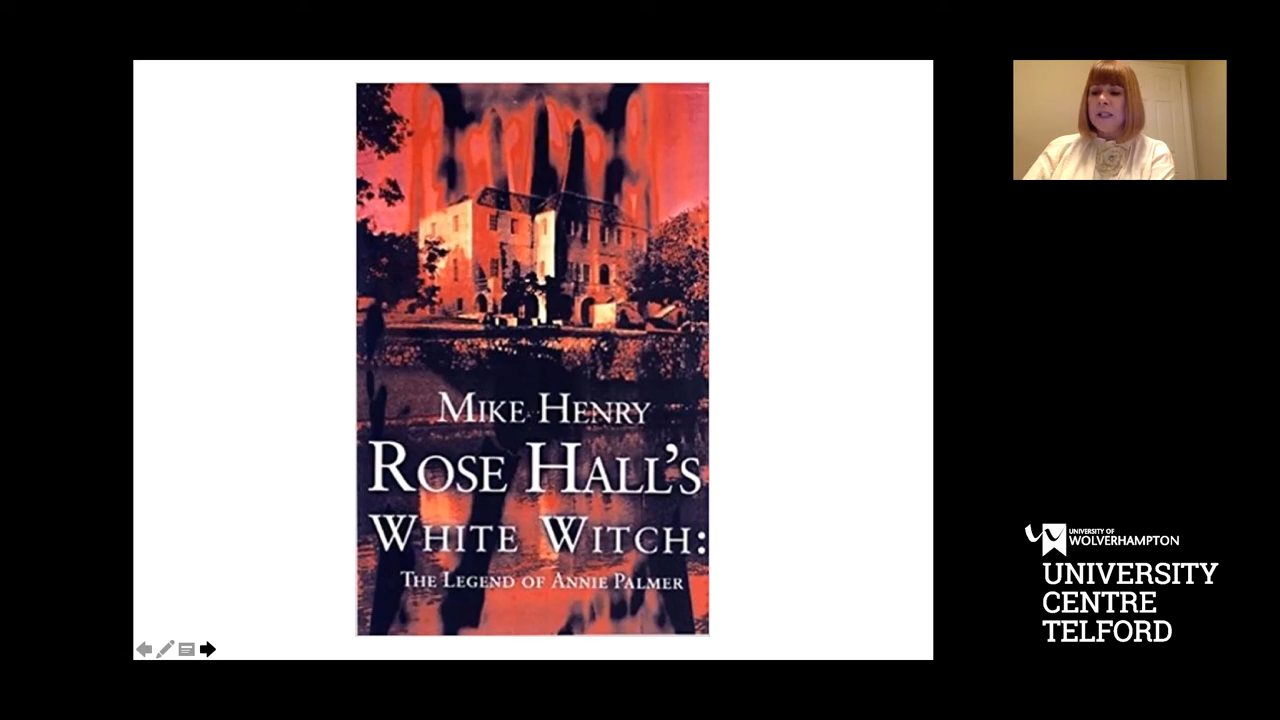 MIKE HENRY
ROSE HALL'S
WHITE WITCH:
THE LEGEND OF ANNIE PALMER
UNIVERSITY OF
WOLVERHAMPTON
UNIVERSITY
CENTRE
TELFORD